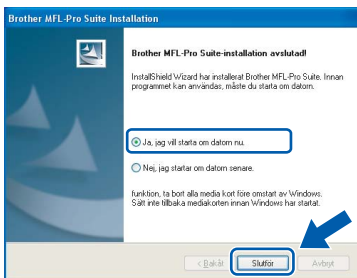 Brother MFL-Pro Suite Installation
Brother MFL-Pro Suite-installation avslutad!
InstallShield Wizard har installerat Brother MFL-Pro Suite. Innan
programmet kan användas, måste du starta om datorn.
Ja, jag vill starta om datorn nu.
Nej, jag startar om datorn senare.
funktion, ta bort alla media kort före omstart av Windows.
Sätt inte tillbaka mediakorten innan Windows har startat.
< Bakåt
Slutför
Avbryt